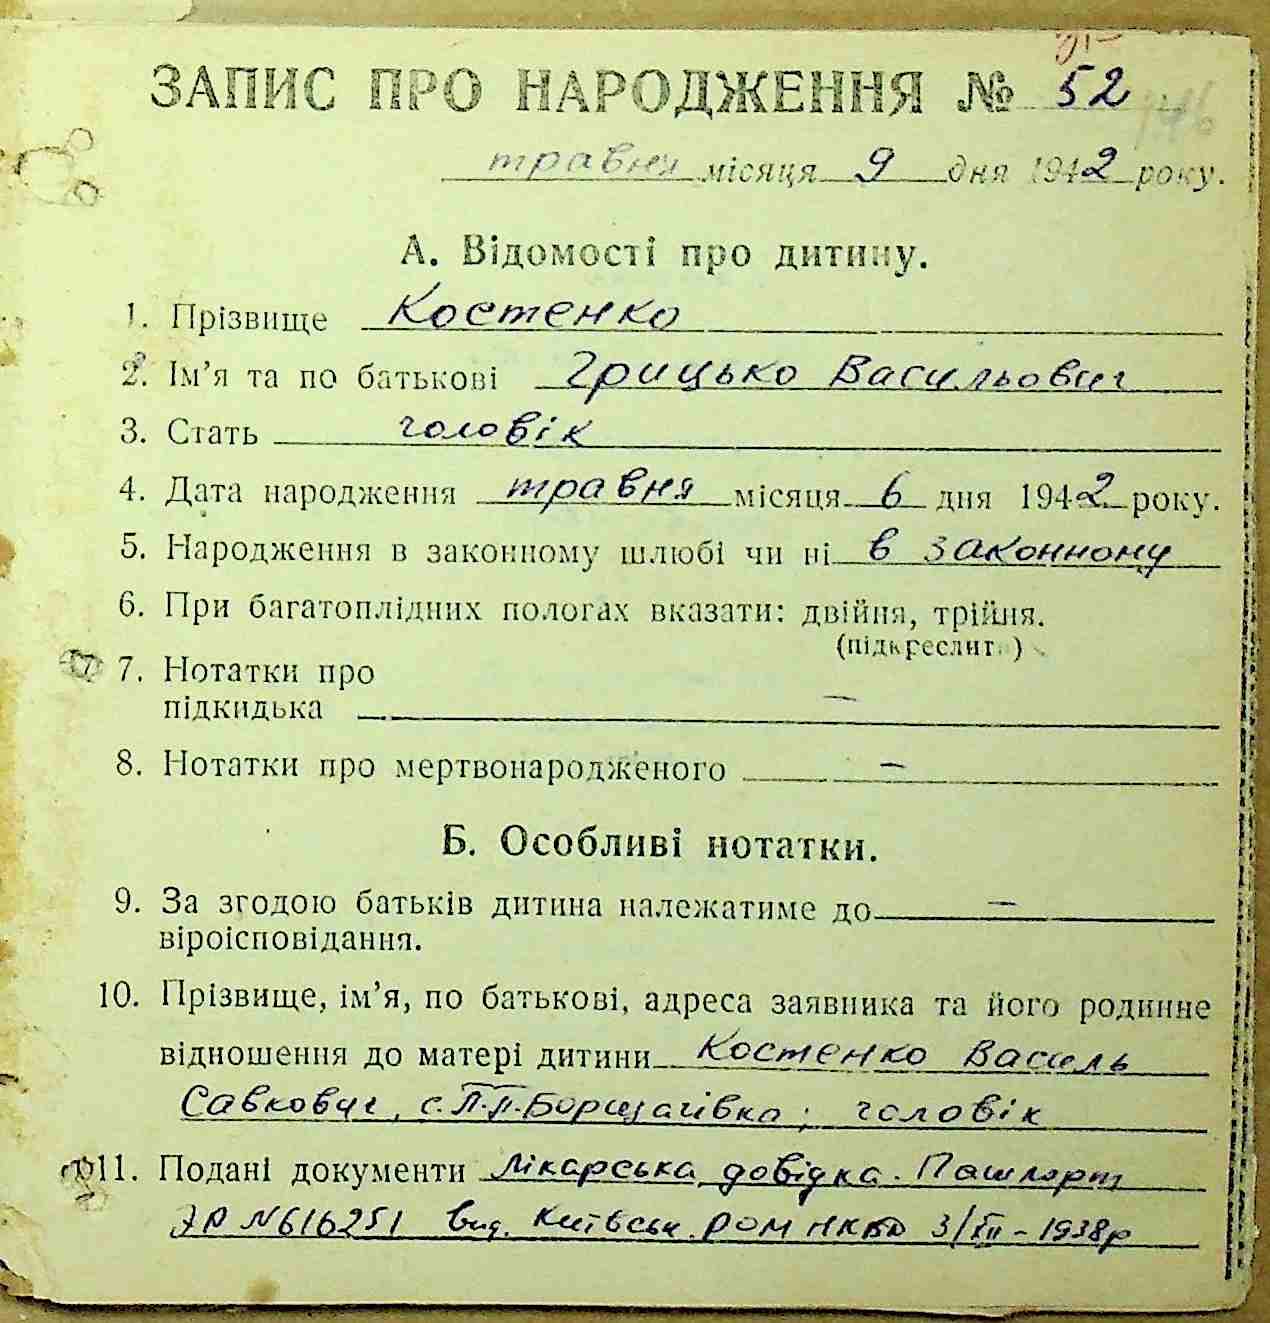 ЗАПИС ПРО НАРОДЖЕННЯ № 52
травня місяця 9 дня 1942 року.
А. Відомості про дитину.
1. Прізвище Костенко
2. Ім’я та по батькові Грицько Васильович
3. Стать чоловік
4. Дата народження травня місяця 6 дня 1942 року.
5. Народження в законному шлюбі чи ні в законному
6. При багатоплідних пологах вказати: двійня, трійня.
(підкреслити)
7. Нотатки про
підкидька —
8. Нотатки про мертвонародженого —
Б. Особливі нотатки.
9. За згодою батьків дитина належатиме до —
віроісповідання.
10. Прізвище, ім’я, по батькові, адреса заявника та його родинне
відношення до матері дитини Костенко Василь
Савкович, с. П.п. Борщагівка; чоловік
11. Подані документи лікарська довідка. Пашпорт
№ 616251 вид. Київськ. РОМ НКВД 3/XII - 1938р